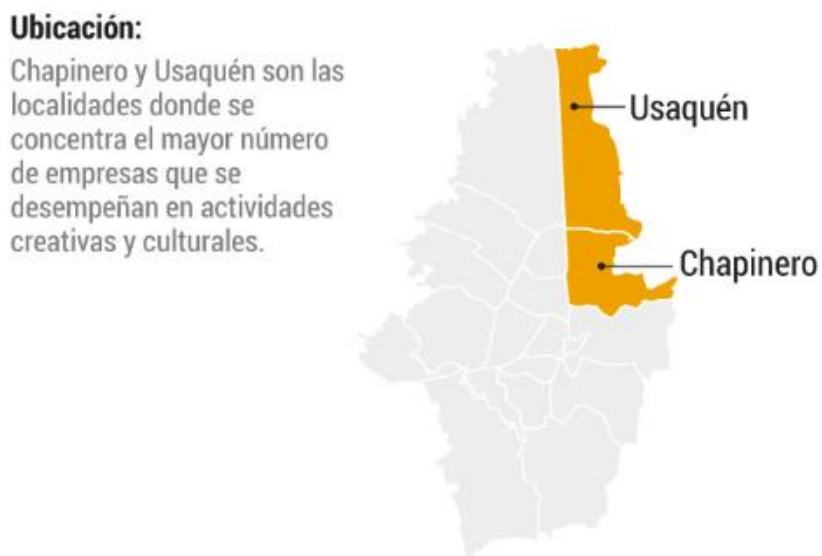 Ubicación:
Chapinero y Usaquén son las
localidades donde se
concentra el mayor número
de empresas que se
desempeñan en actividades
creativas y culturales.
Usaquén
Chapinero